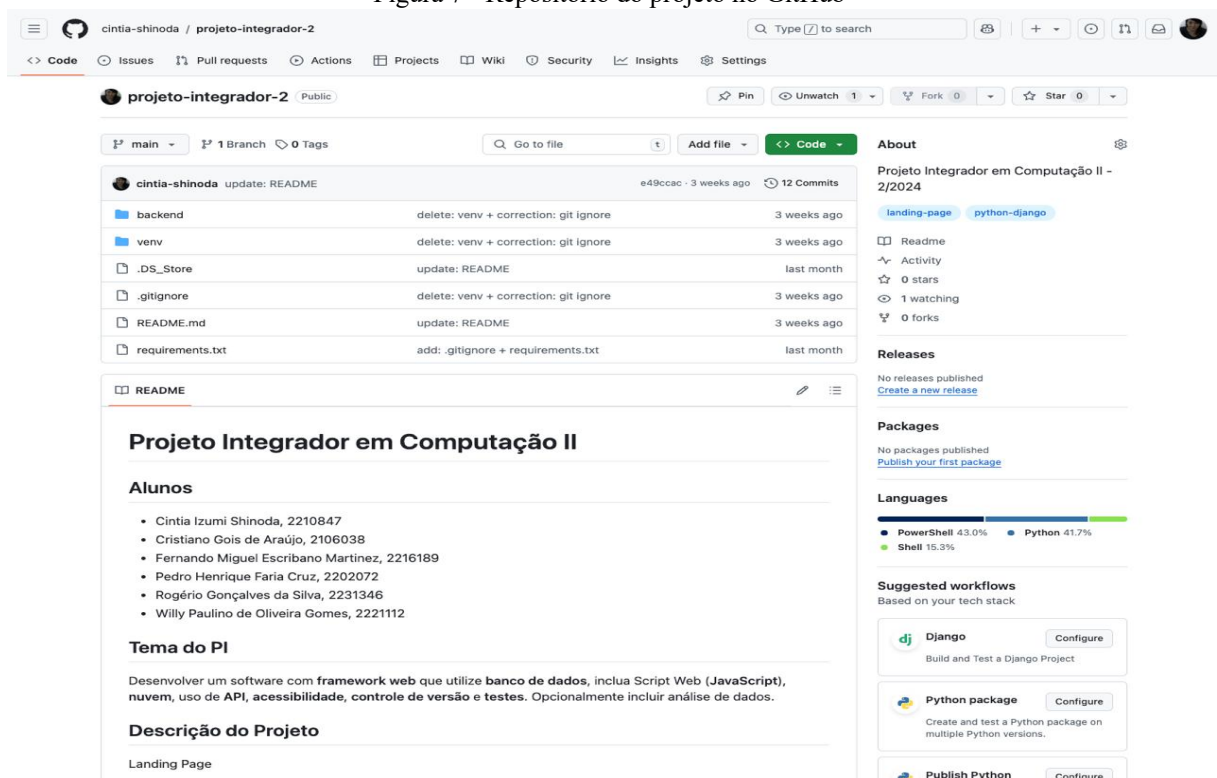 Figura 7 - Repositório do projeto no GitHub
cintia-shinoda / projeto-integrador-2
Type / to search
Code Issues Pull requests Actions Projects Wiki Security Insights Settings
projeto-integrador-2 Public
Pin Unwatch 1 Fork 0 Star 0
main 1 Branch 0 Tags Go to file t Add file Code
cintia-shinoda update: README e49ccac · 3 weeks ago 12 Commits
backend delete: venv + correction: git ignore 3 weeks ago
venv delete: venv + correction: git ignore 3 weeks ago
.DS_Store update: README last month
.gitignore delete: venv + correction: git ignore 3 weeks ago
README.md update: README 3 weeks ago
requirements.txt add: .gitignore + requirements.txt last month
README
Projeto Integrador em Computação II
Alunos
• Cintia Izumi Shinoda, 2210847
• Cristiano Gois de Araújo, 2106038
• Fernando Miguel Escribano Martinez, 2216189
• Pedro Henrique Faria Cruz, 2202072
• Rogério Gonçalves da Silva, 2231346
• Willy Paulino de Oliveira Gomes, 2221112
Tema do PI
Desenvolver um software com framework web que utilize banco de dados, inclua Script Web (JavaScript),
nuvem, uso de API, acessibilidade, controle de versão e testes. Opcionalmente incluir análise de dados.
Descrição do Projeto
Landing Page
About
Projeto Integrador em Computação II -
2/2024
landing-page python-django
Readme
Activity
0 stars
1 watching
0 forks
Releases
No releases published
Create a new release
Packages
No packages published
Publish your first package
Languages
PowerShell 43.0% Python 41.7%
Shell 15.3%
Suggested workflows
Based on your tech stack
dj Django Configure
Build and Test a Django Project
Python package Configure
Create and test a Python package on
multiple Python versions.
Publish Python Configure